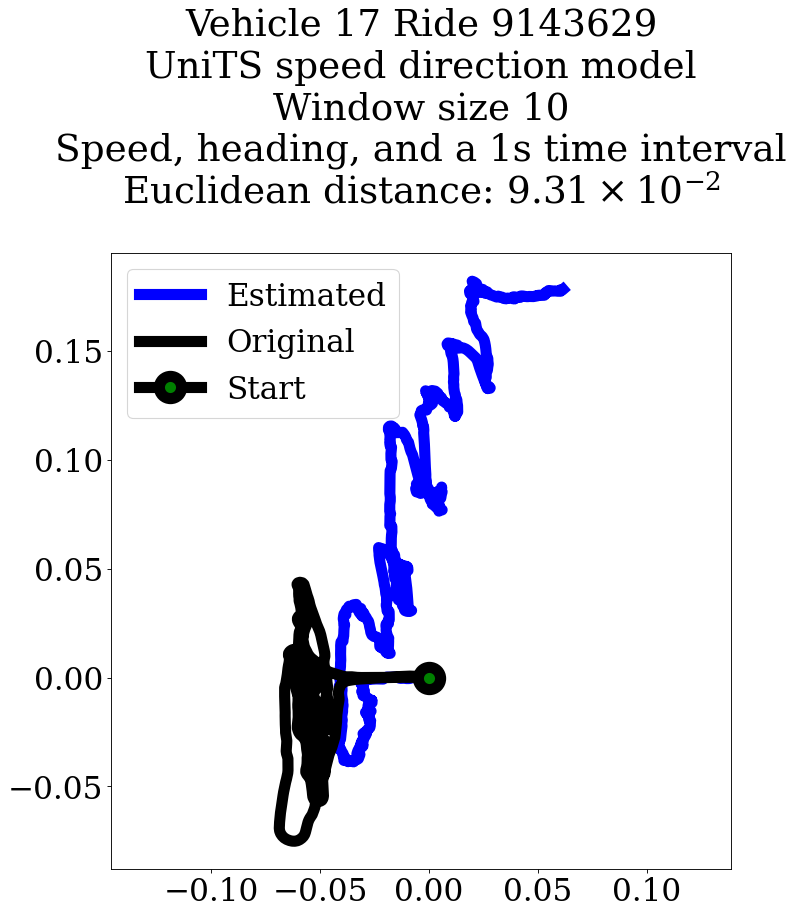 Vehicle 17 Ride 9143629
UniTS speed direction model
Window size 10
Speed, heading, and a 1s time interval
Euclidean distance: 9.31 × 10⁻²
Estimated
Original
Start
0.15
0.10
0.05
0.00
−0.05
−0.10 −0.05 0.00 0.05 0.10